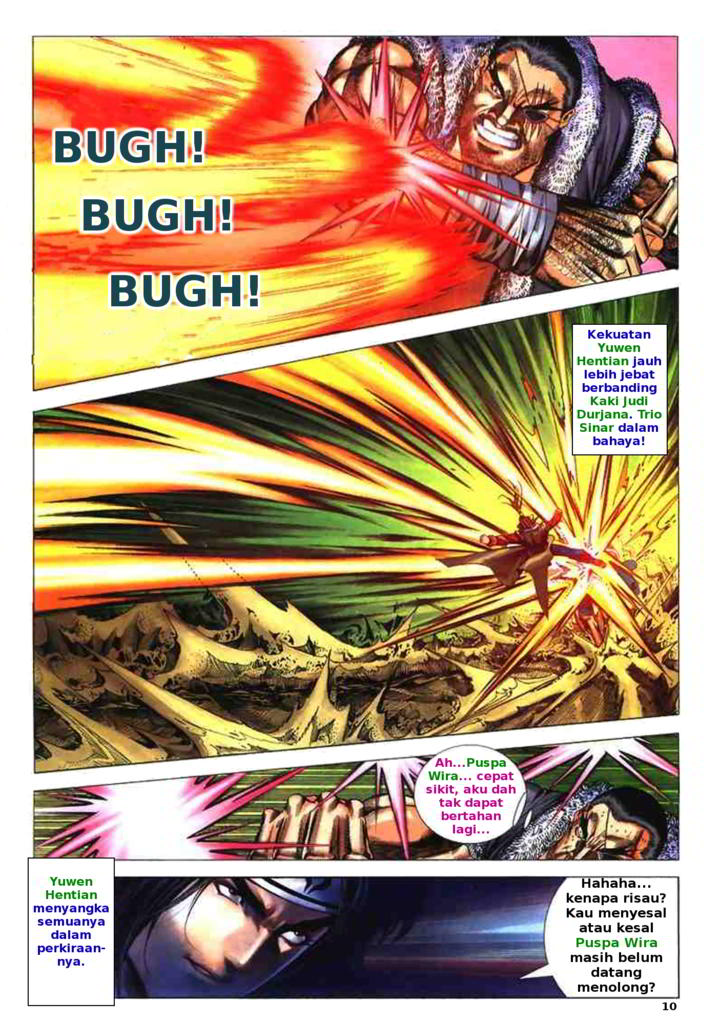 BUGH!
BUGH!
BUGH!
Kekuatan
Yuwen
Hentian jauh
lebih jebat
berbanding
Kaki Judi
Durjana. Trio
Sinar dalam
bahaya!
Ah...Puspa
Wira... cepat
sikit, aku dah
tak dapat
bertahan
lagi...
Yuwen
Hentian
menyangka
semuanya
dalam
perkiraan-
nya.
Hahaha...
kenapa risau?
Kau menyesal
atau kesal
Puspa Wira
masih belum
datang
menolong?
10